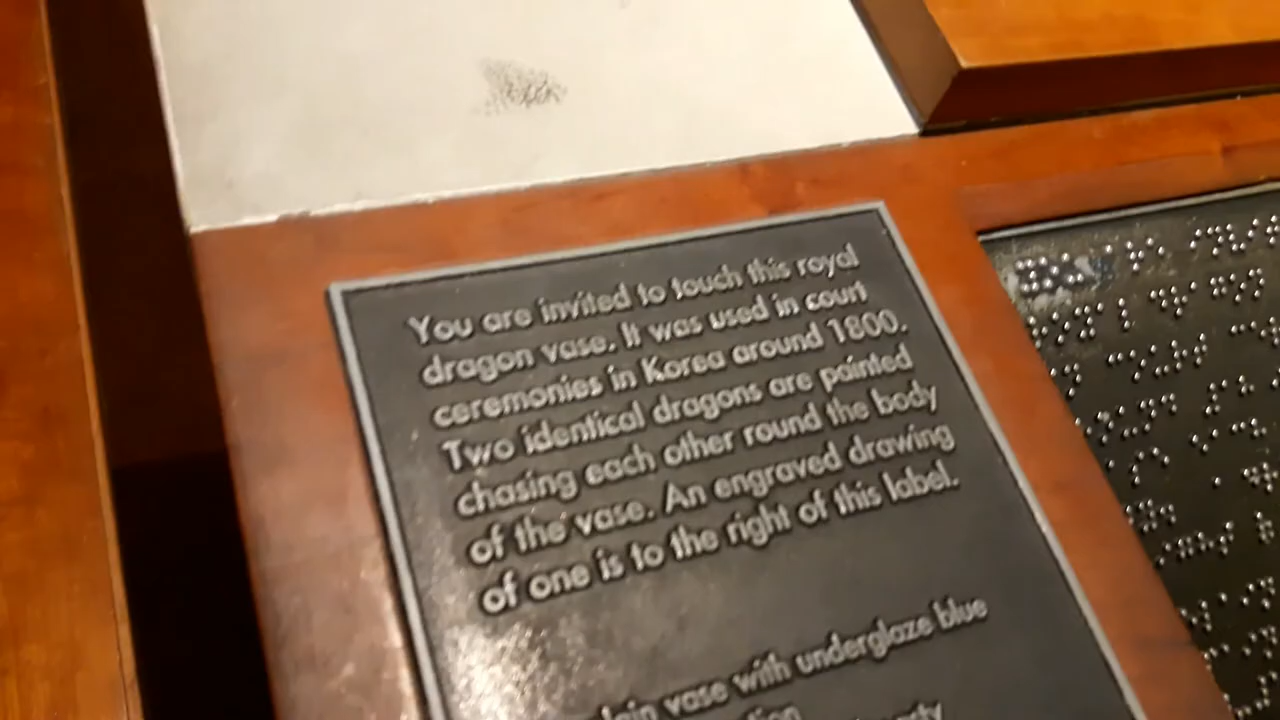 You are invited to touch this royal
dragon vase. It was used in court
ceremonies in Korea around 1800.
Two identical dragons are painted
chasing each other round the body
of the vase. An engraved drawing
of one is to the right of this label.
vase with underglaze blue